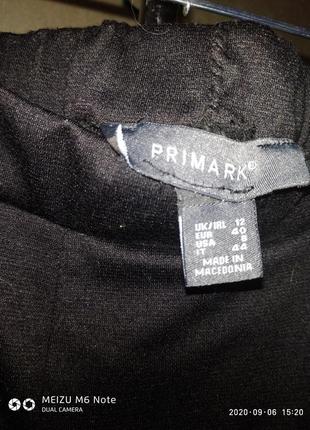 PRIMARK®
UK/IRL 12
EUR 40
USA 8
IT 44
MADE IN
MACEDONIA
MEIZU M6 Note
DUAL CAMERA
2020·09·06 15:20